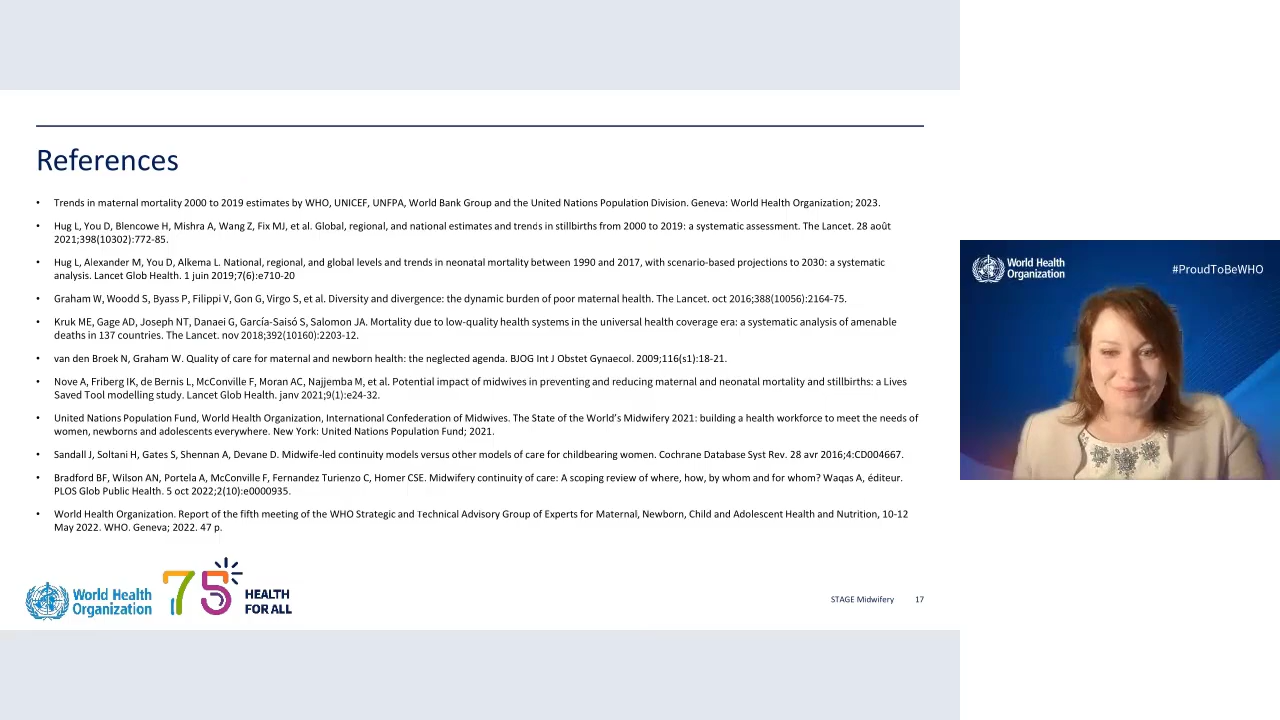 References
• Trends in maternal mortality 2000 to 2019 estimates by WHO, UNICEF, UNFPA, World Bank Group and the United Nations Population Division. Geneva: World Health Organization; 2023.
• Hug L, You D, Blencowe H, Mishra A, Wang Z, Fix MJ, et al. Global, regional, and national estimates and trends in stillbirths from 2000 to 2019: a systematic assessment. The Lancet. 28 août
2021;398(10302):772-85.
• Hug L, Alexander M, You D, Alkema L. National, regional, and global levels and trends in neonatal mortality between 1990 and 2017, with scenario-based projections to 2030: a systematic
analysis. Lancet Glob Health. 1 juin 2019;7(6):e710-20
• Graham W, Woodd S, Byass P, Filippi V, Gon G, Virgo S, et al. Diversity and divergence: the dynamic burden of poor maternal health. The Lancet. oct 2016;388(10056):2164-75.
• Kruk ME, Gage AD, Joseph NT, Danaei G, García-Saisó S, Salomon JA. Mortality due to low-quality health systems in the universal health coverage era: a systematic analysis of amenable
deaths in 137 countries. The Lancet. nov 2018;392(10160):2203-12.
• van den Broek N, Graham W. Quality of care for maternal and newborn health: the neglected agenda. BJOG Int J Obstet Gynaecol. 2009;116(s1):18-21.
• Nove A, Friberg IK, de Bernis L, McConville F, Moran AC, Najjemba M, et al. Potential impact of midwives in preventing and reducing maternal and neonatal mortality and stillbirths: a Lives
Saved Tool modelling study. Lancet Glob Health. janv 2021;9(1):e24-32.
• United Nations Population Fund, World Health Organization, International Confederation of Midwives. The State of the World's Midwifery 2021: building a health workforce to meet the needs of
women, newborns and adolescents everywhere. New York: United Nations Population Fund; 2021.
• Sandall J, Soltani H, Gates S, Shennan A, Devane D. Midwife-led continuity models versus other models of care for childbearing women. Cochrane Database Syst Rev. 28 avr 2016;4:CD004667.
• Bradford BF, Wilson AN, Portela A, McConville F, Fernandez Turienzo C, Homer CSE. Midwifery continuity of care: A scoping review of where, how, by whom and for whom? Waqas A, éditeur.
PLOS Glob Public Health. 5 oct 2022;2(10):e0000935.
• World Health Organization. Report of the fifth meeting of the WHO Strategic and Technical Advisory Group of Experts for Maternal, Newborn, Child and Adolescent Health and Nutrition, 10-12
May 2022. WHO. Geneva; 2022. 47 p.
World Health
Organization
75
HEALTH
FOR ALL
STAGE Midwifery 17
World Health
Organization
#ProudToBeWHO